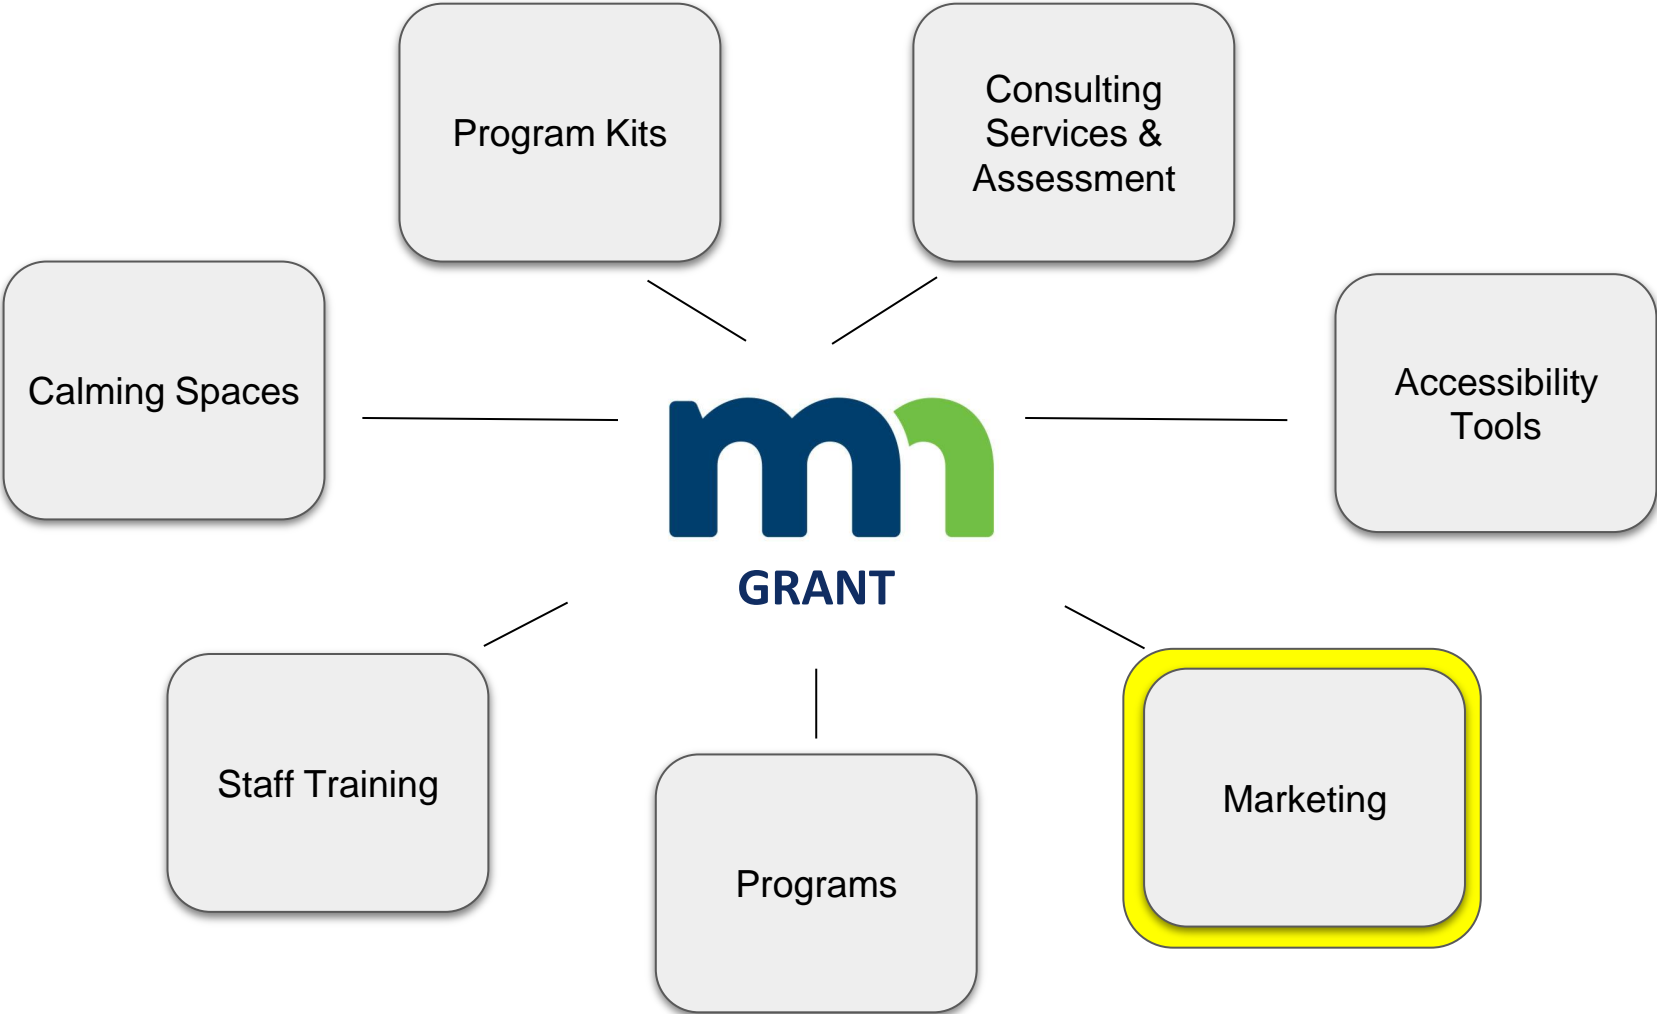 Program Kits
Consulting
Services &
Assessment
Calming Spaces
Accessibility
Tools
mn
GRANT
Staff Training
Programs
Marketing